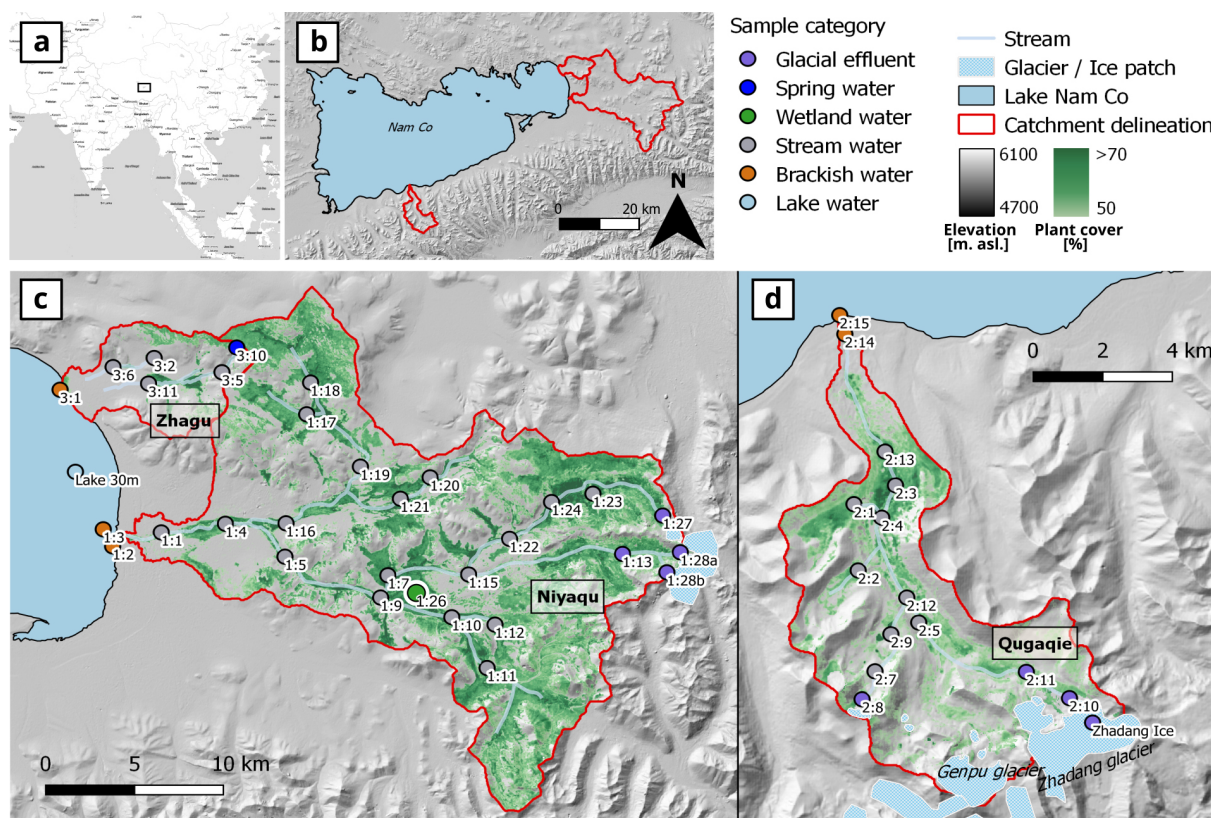 a
b
Nam Co
N
0 20 km
Sample category
Glacial effluent
Spring water
Wetland water
Stream water
Brackish water
Lake water
Stream
Glacier / Ice patch
Lake Nam Co
Catchment delineation
6100
4700
Elevation
[m. asl.]
>70
50
Plant cover
[%]
c
3:10
3:2
3:6
3:5
3:11
3:1
1:18
Zhagu
1:17
Lake 30m
1:19
1:20
1:23
1:21
1:24
1:27
1:3
1:4
1:16
1:1
1:2
1:22
1:28a
1:5
1:13
1:28b
1:7
1:15
1:26
Niyaqu
1:9
1:10
1:12
1:11
0 5 10 km
d
2:15
2:14
0 2 4 km
2:13
2:3
2:1
2:4
2:2
2:12
2:5
2:9
Qugaqie
2:7
2:11
2:8
2:10
Zhadang Ice
Genpu glacier
Zhadang glacier